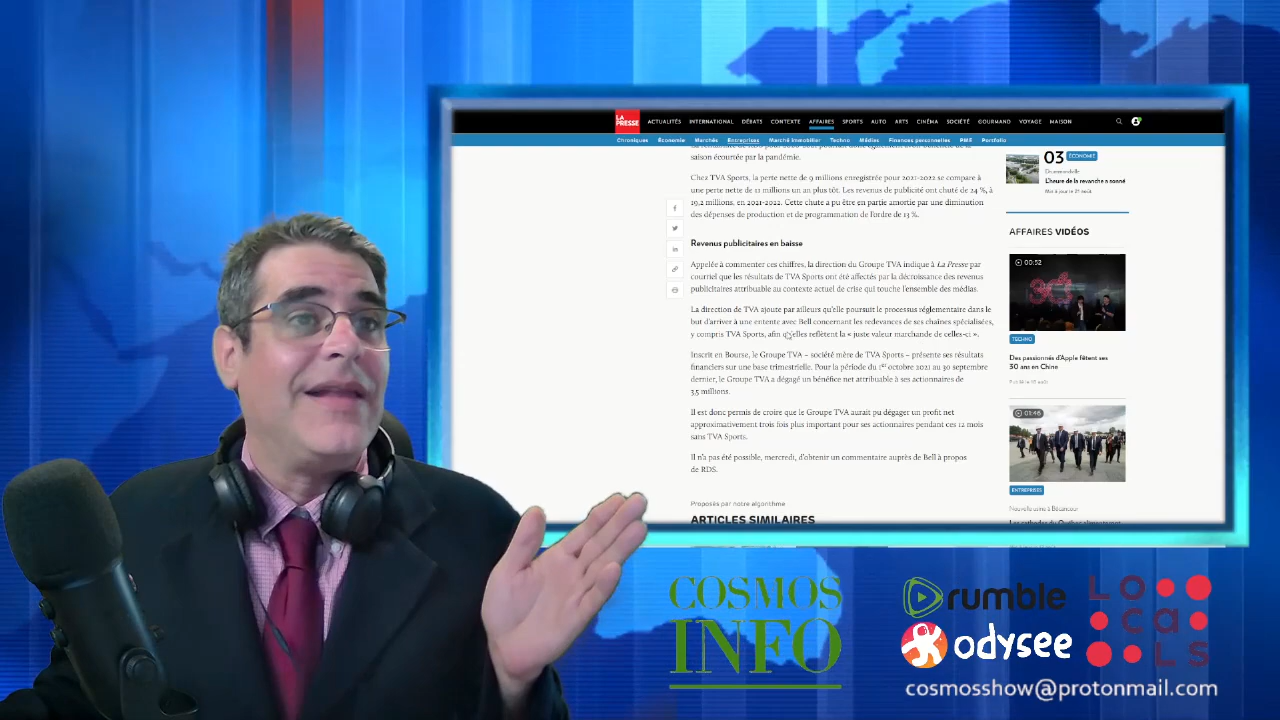 LA
PRESSE
ACTUALITÉS INTERNATIONAL DÉBATS CONTEXTE AFFAIRES SPORTS AUTO ARTS CINÉMA SOCIÉTÉ GOURMAND VOYAGE MAISON
Chroniques Économie Marchés Entreprises Marché immobilier Techno Médias Finances personnelles PME Portfolio
saison écourtée par la pandémie.
Chez TVA Sports, la perte nette de 9 millions enregistrée pour 2021-2022 se compare à
une perte nette de 11 millions un an plus tôt. Les revenus de publicité ont chuté de 24 %, à
19,2 millions, en 2021-2022. Cette chute a pu être en partie amortie par une diminution
des dépenses de production et de programmation de l'ordre de 13 %.
Revenus publicitaires en baisse
Appelée à commenter ces chiffres, la direction du Groupe TVA indique à La Presse par
courriel que les résultats de TVA Sports ont été affectés par la décroissance des revenus
publicitaires attribuable au contexte actuel de crise qui touche l'ensemble des médias.
La direction de TVA ajoute par ailleurs qu'elle poursuit le processus réglementaire dans le
but d'arriver à une entente avec Bell concernant les redevances de ses chaînes spécialisées,
y compris TVA Sports, afin qu'elles reflètent la « juste valeur marchande de celles-ci ».
Inscrit en Bourse, le Groupe TVA – société mère de TVA Sports – présente ses résultats
financiers sur une base trimestrielle. Pour la période du 1er octobre 2021 au 30 septembre
dernier, le Groupe TVA a dégagé un bénéfice net attribuable à ses actionnaires de
3,5 millions.
Il est donc permis de croire que le Groupe TVA aurait pu dégager un profit net
approximativement trois fois plus important pour ses actionnaires pendant ces 12 mois
sans TVA Sports.
Il n'a pas été possible, mercredi, d'obtenir un commentaire auprès de Bell à propos
de RDS.
Proposés par notre algorithme
ARTICLES SIMILAIRES
03 ÉCONOMIE
Drummondville
L'heure de la revanche a sonné
Mis à jour le 21 août
AFFAIRES VIDÉOS
00:52
TECHNO
Des passionnés d'Apple fêtent ses
30 ans en Chine
01:46
ENTREPRISES
Nouvelle usine à Bécancour
COSMOS
INFO
rumble
odysee
LO
ca
LS
cosmosshow@protonmail.com